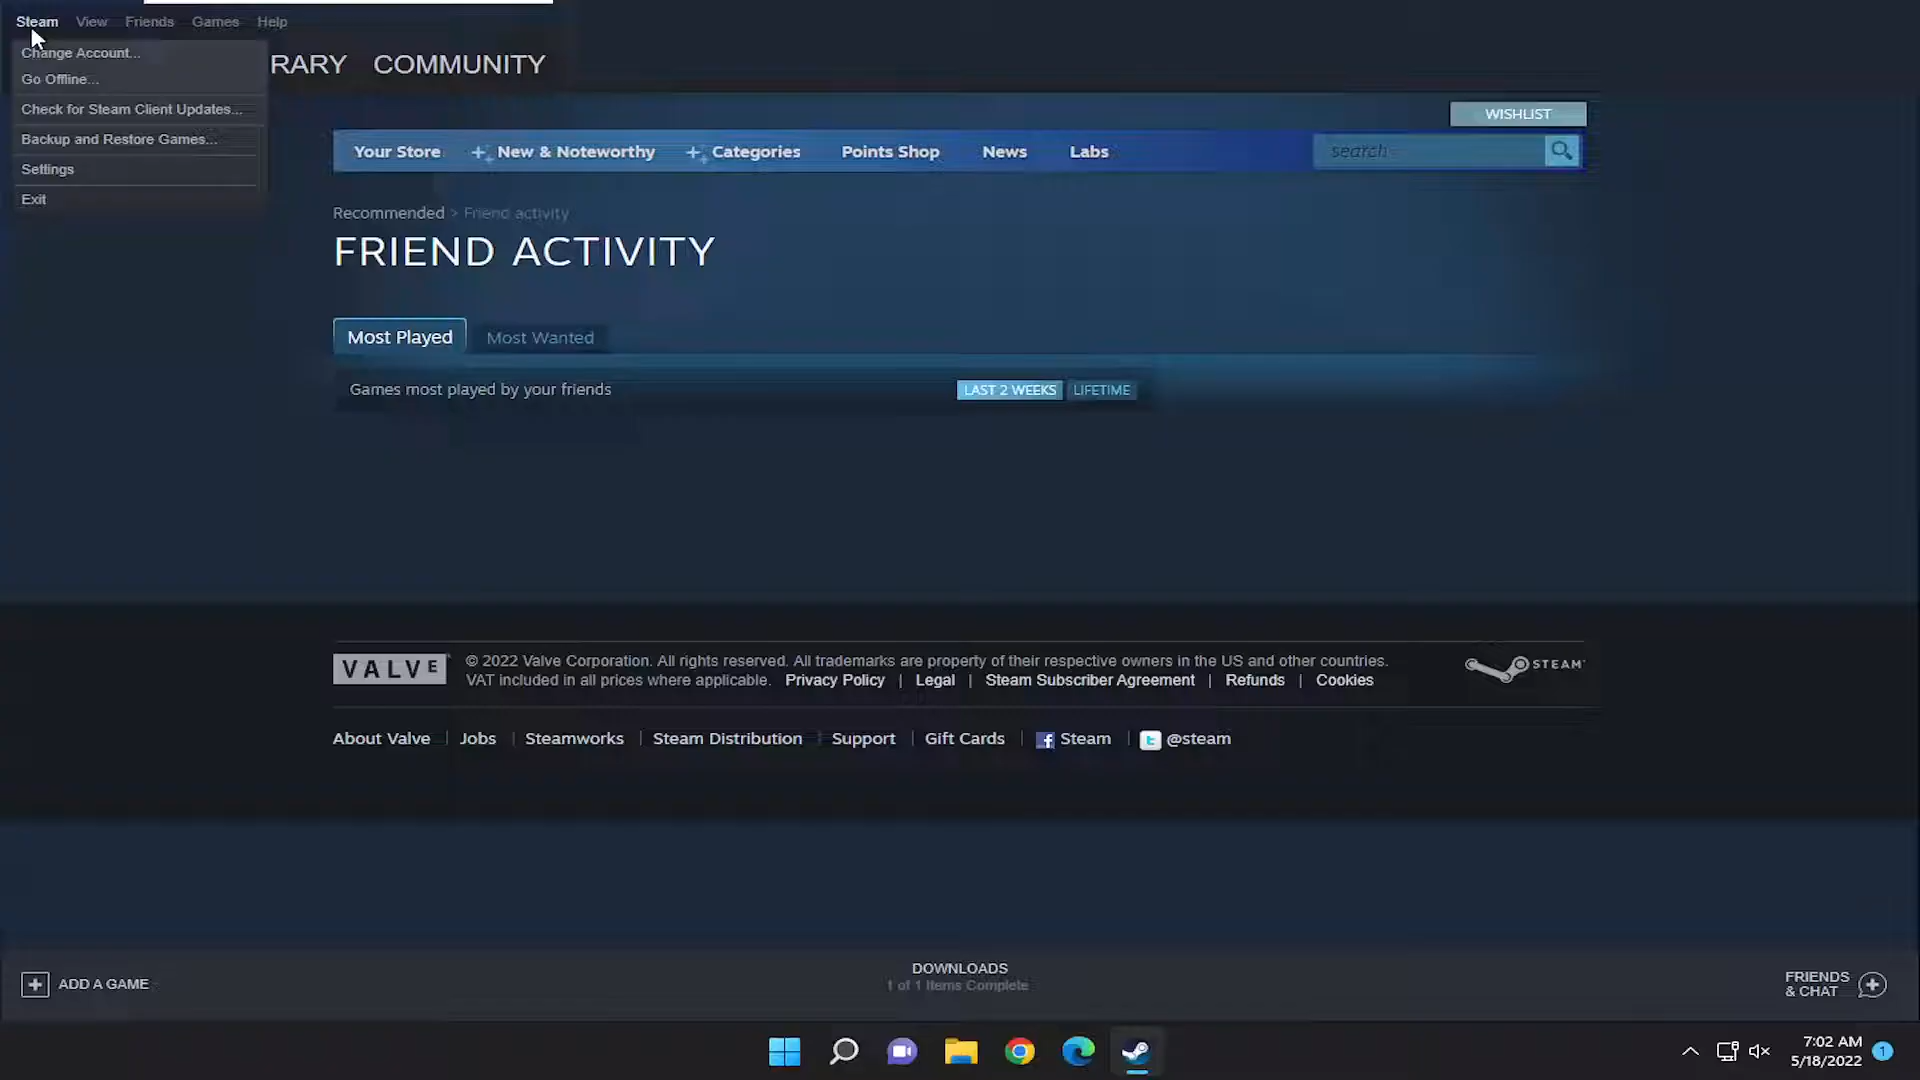 Steam View Friends Games Help
Change Account...
Go Offline...
Check for Steam Client Updates...
Backup and Restore Games...
Settings
Exit
RARY COMMUNITY
WISHLIST
Your Store New & Noteworthy Categories Points Shop News Labs search
Recommended > Friend activity
FRIEND ACTIVITY
Most Played Most Wanted
Games most played by your friends LAST 2 WEEKS LIFETIME
VALVE © 2022 Valve Corporation. All rights reserved. All trademarks are property of their respective owners in the US and other countries. STEAM
VAT included in all prices where applicable. Privacy Policy | Legal | Steam Subscriber Agreement | Refunds | Cookies
About Valve | Jobs | Steamworks | Steam Distribution | Support | Gift Cards | f Steam | t @steam
ADD A GAME
DOWNLOADS
1 of 1 Items Complete
FRIENDS
& CHAT
7:02 AM
5/18/2022
1